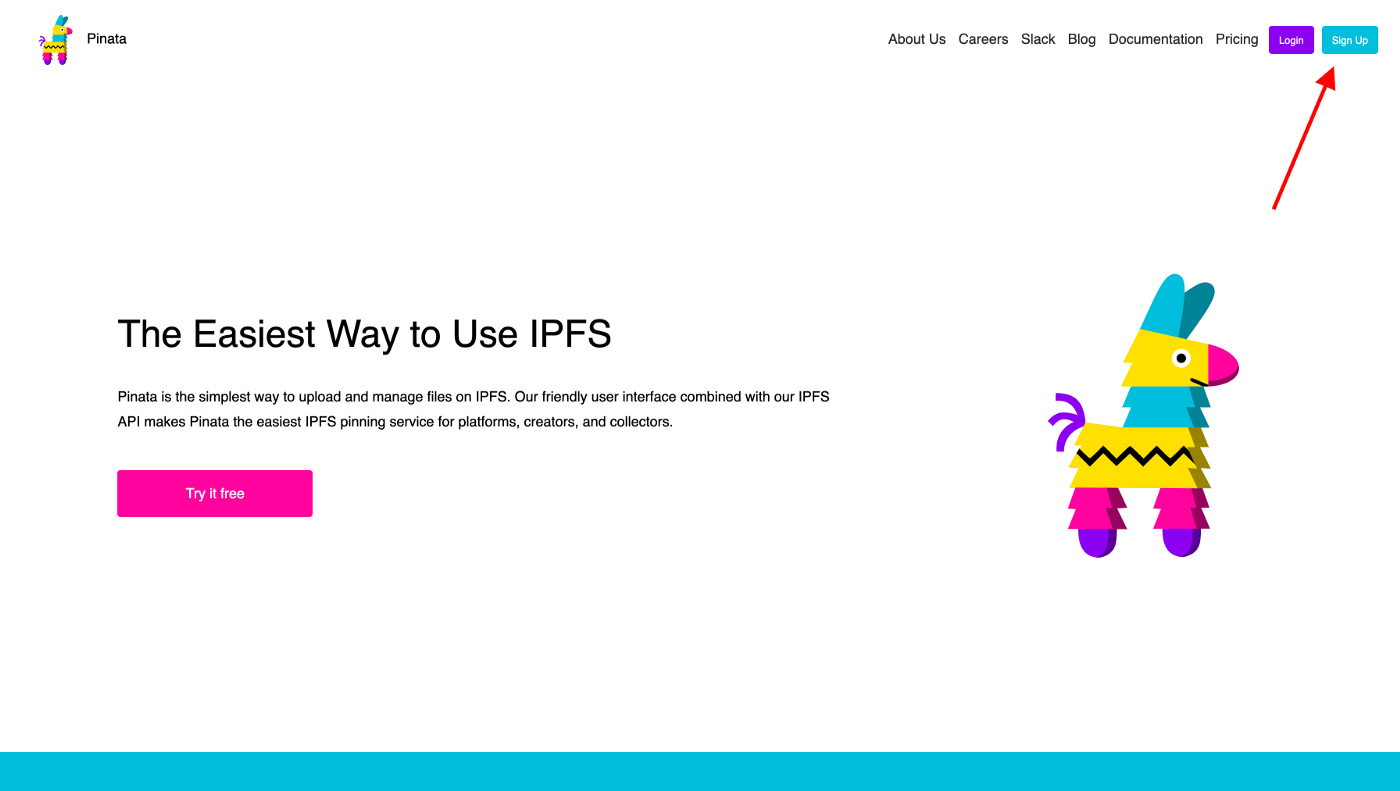 Pinata
About Us Careers Slack Blog Documentation Pricing Login Sign Up
The Easiest Way to Use IPFS
Pinata is the simplest way to upload and manage files on IPFS. Our friendly user interface combined with our IPFS
API makes Pinata the easiest IPFS pinning service for platforms, creators, and collectors.
Try it free